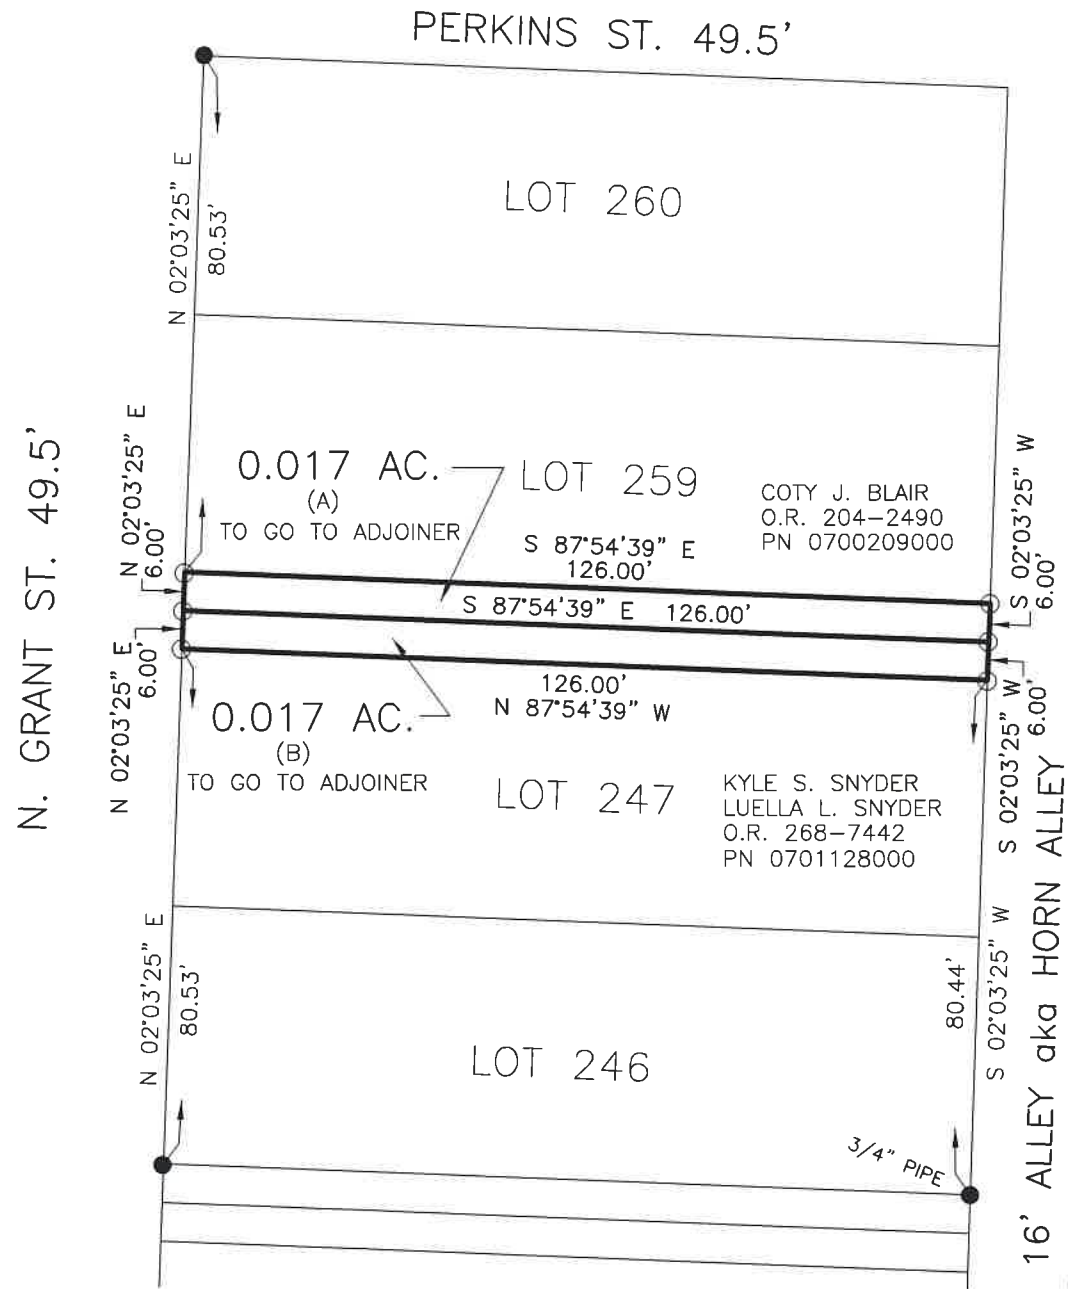 PERKINS ST. 49.5'
N 02°03'25" E
80.53'
LOT 260
N. GRANT ST. 49.5'
N 02°03'25" E
6.00'
0.017 AC.
(A)
TO GO TO ADJOINER
LOT 259
COTY J. BLAIR
O.R. 204-2490
PN 0700209000
S 02°03'25" W
6.00'
S 87°54'39" E
126.00'
S 87°54'39" E 126.00'
126.00'
N 87°54'39" W
N 02°03'25" E
6.00'
0.017 AC.
(B)
TO GO TO ADJOINER
LOT 247
KYLE S. SNYDER
LUELLA L. SNYDER
O.R. 268-7442
PN 0701128000
S 02°03'25" W
6.00'
16' ALLEY aka HORN ALLEY
N 02°03'25" E
80.53'
LOT 246
80.44'
S 02°03'25" W
3/4" PIPE